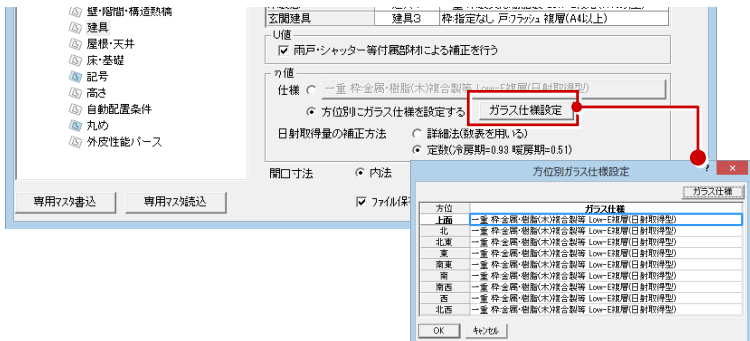 壁・階間・構造熱橋
建具
屋根・天井
床・基礎
記号
高さ
自動配置条件
丸め
外皮性能パース
専用マスタ書込
専用マスタ読込
玄関建具 建具3 枠:指定なし 戸:フラッシュ 複層(A4以上)
U値
雨戸・シャッター等付属部材による補正を行う
η値
仕様 一重 枠:金属・樹脂(木)複合製等 Low-E複層(日射取得型)
方位別にガラス仕様を設定する ガラス仕様設定
日射取得量の補正方法 詳細法(数表を用いる)
定数(冷房期=0.93 暖房期=0.51)
開口寸法 内法
ファイル保
方位別ガラス仕様設定
? ×
ガラス仕様
方位 ガラス仕様
上面 一重 枠:金属・樹脂(木)複合製等 Low-E複層(日射取得型)
北 一重 枠:金属・樹脂(木)複合製等 Low-E複層(日射取得型)
北東 一重 枠:金属・樹脂(木)複合製等 Low-E複層(日射取得型)
東 一重 枠:金属・樹脂(木)複合製等 Low-E複層(日射取得型)
南東 一重 枠:金属・樹脂(木)複合製等 Low-E複層(日射取得型)
南 一重 枠:金属・樹脂(木)複合製等 Low-E複層(日射取得型)
南西 一重 枠:金属・樹脂(木)複合製等 Low-E複層(日射取得型)
西 一重 枠:金属・樹脂(木)複合製等 Low-E複層(日射取得型)
北西 一重 枠:金属・樹脂(木)複合製等 Low-E複層(日射取得型)
OK キャンセル